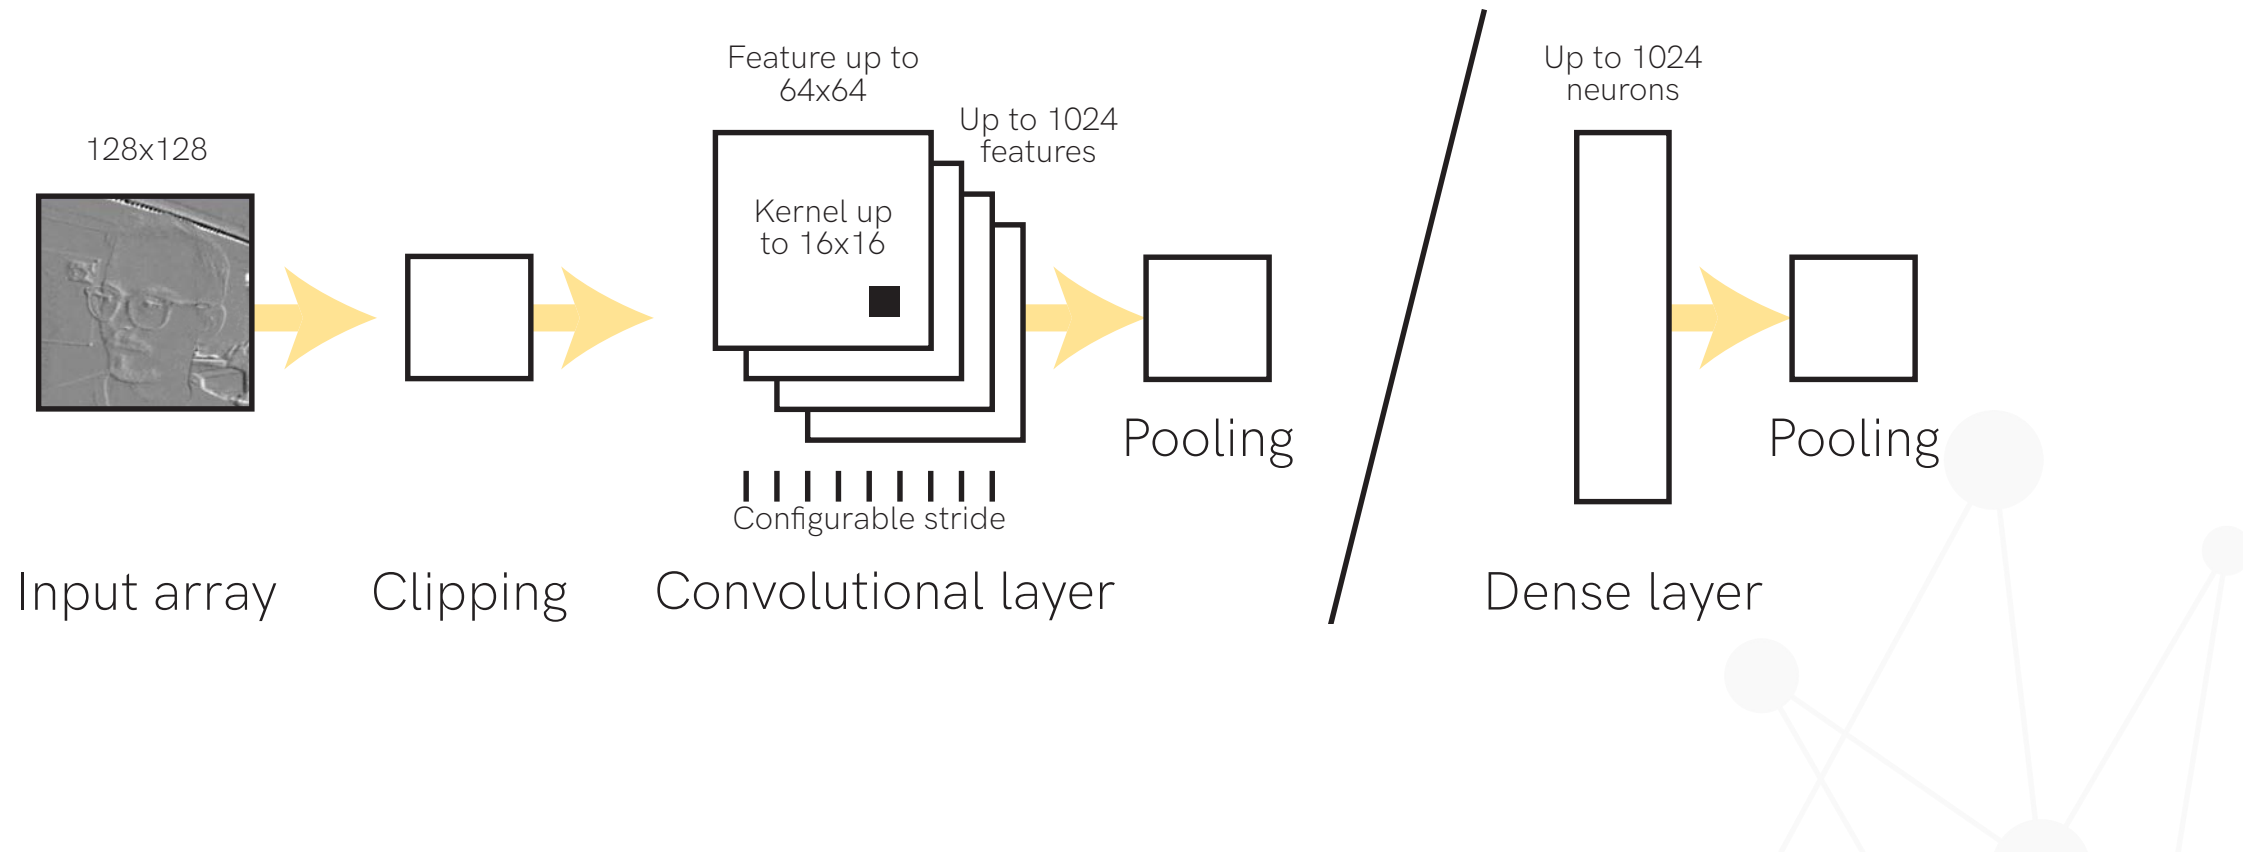 128x128
Input array
Clipping
Feature up to
64x64
Up to 1024
features
Kernel up
to 16x16
Configurable stride
Convolutional layer
Pooling
Up to 1024
neurons
Dense layer
Pooling